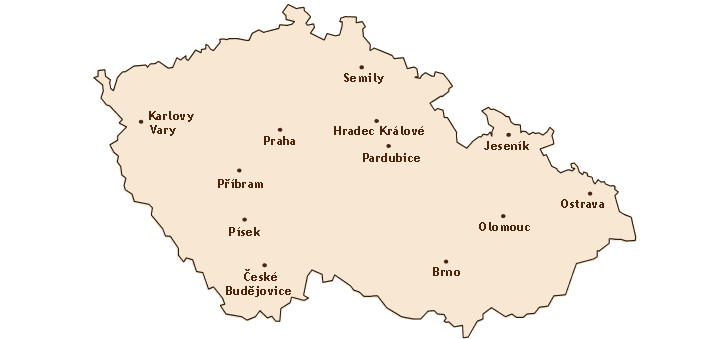 Semily
Karlovy
Vary
Hradec Králové
Praha
Jeseník
Pardubice
Příbram
Ostrava
Písek
Olomouc
Brno
České
Budějovice